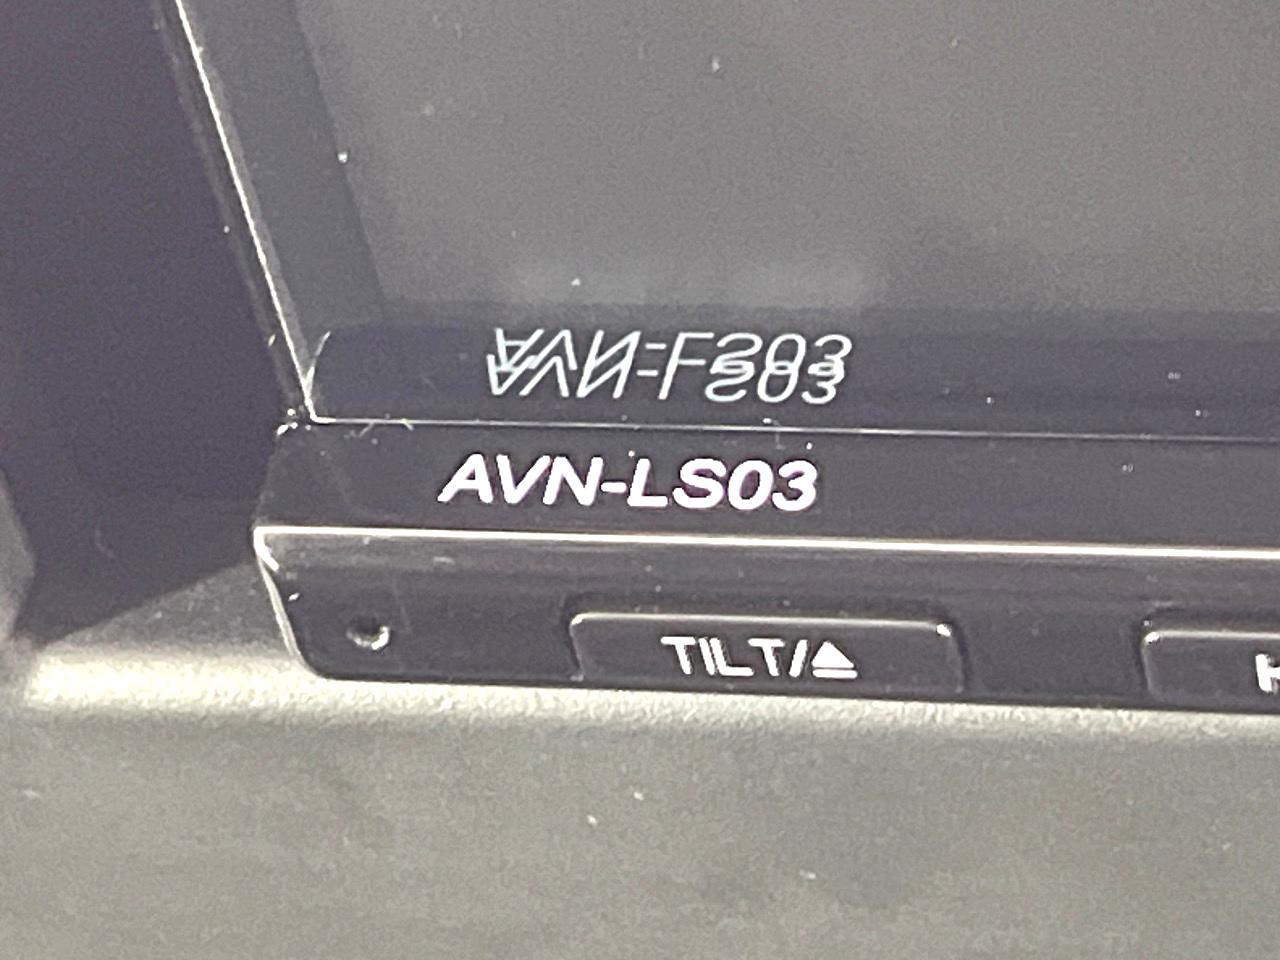 AVN-LS03
TILT/⏏
H